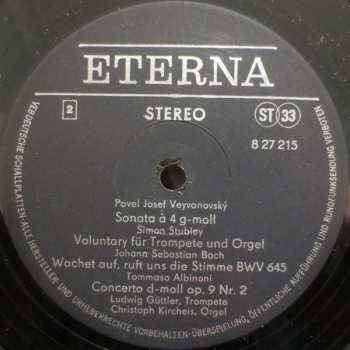 ETERNA
2
STEREO
ST 33
8 27 215
Pavel Josef Veyvanovský
Sonata à 4 g-moll
Simon Stubley
Voluntary für Trompete und Orgel
Johann Sebastian Bach
Wachet auf, ruft uns die Stimme BWV 645
Tommaso Albinoni
Concerto d-moll op. 9 Nr. 2
Ludwig Güttler, Trompete
Christoph Kircheis, Orgel
VEB DEUTSCHE SCHALLPLATTEN ALLE HERSTELLER- UND URHEBERRECHTE VORBEHALTEN · ÜBERSPIELUNG, ÖFFENTLICHE AUFFÜHRUNG UND RUNDFUNKSENDUNG VERBOTEN